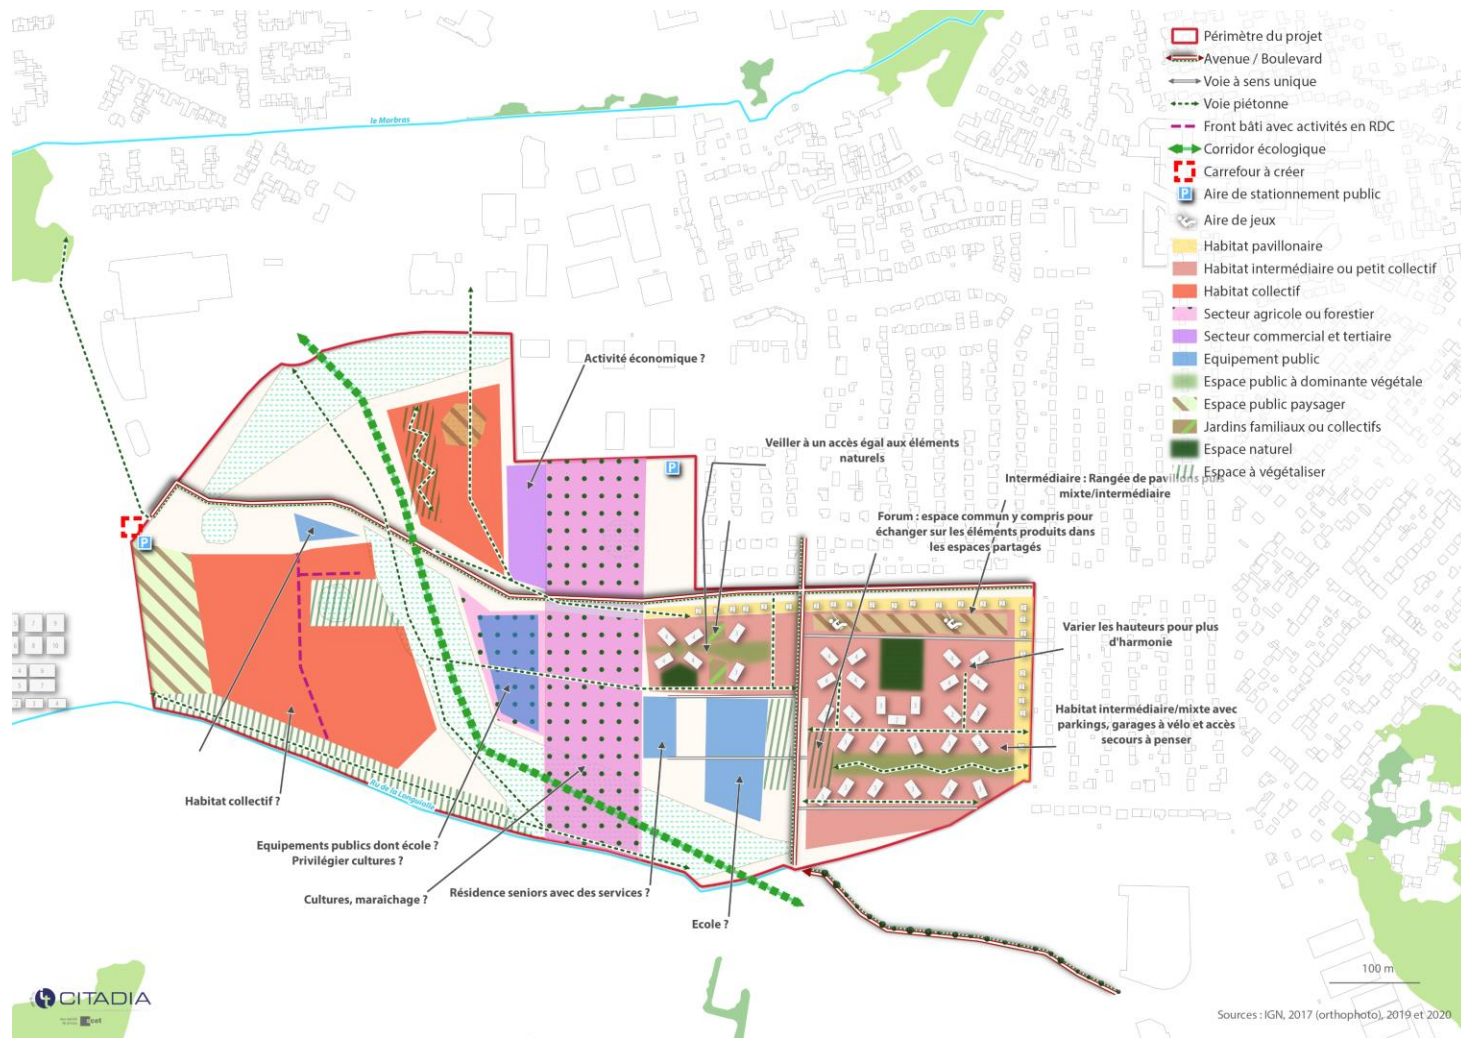 Périmètre du projet
Avenue / Boulevard
Voie à sens unique
Voie piétonne
Front bâti avec activités en RDC
Corridor écologique
Carrefour à créer
P
Aire de stationnement public
Aire de jeux
Habitat pavillonaire
Habitat intermédiaire ou petit collectif
Habitat collectif
Secteur agricole ou forestier
Secteur commercial et tertiaire
Equipement public
Espace public à dominante végétale
Espace public paysager
Jardins familiaux ou collectifs
Espace naturel
Espace à végétaliser
le Morbras
Activité économique ?
Veiller à un accès égal aux éléments
naturels
P
Intermédiaire : Rangée de pavillons puis
mixte/intermédiaire
Forum : espace commun y compris pour
échanger sur les éléments produits dans
les espaces partagés
P
Varier les hauteurs pour plus
d'harmonie
Habitat intermédiaire/mixte avec
parkings, garages à vélo et accès
secours à penser
Ru de la Longuiolle
Habitat collectif ?
Equipements publics dont école ?
Privilégier cultures ?
Cultures, maraîchage ?
Résidence seniors avec des services ?
Ecole ?
100 m
CITADIA
Sources : IGN, 2017 (orthophoto), 2019 et 2020